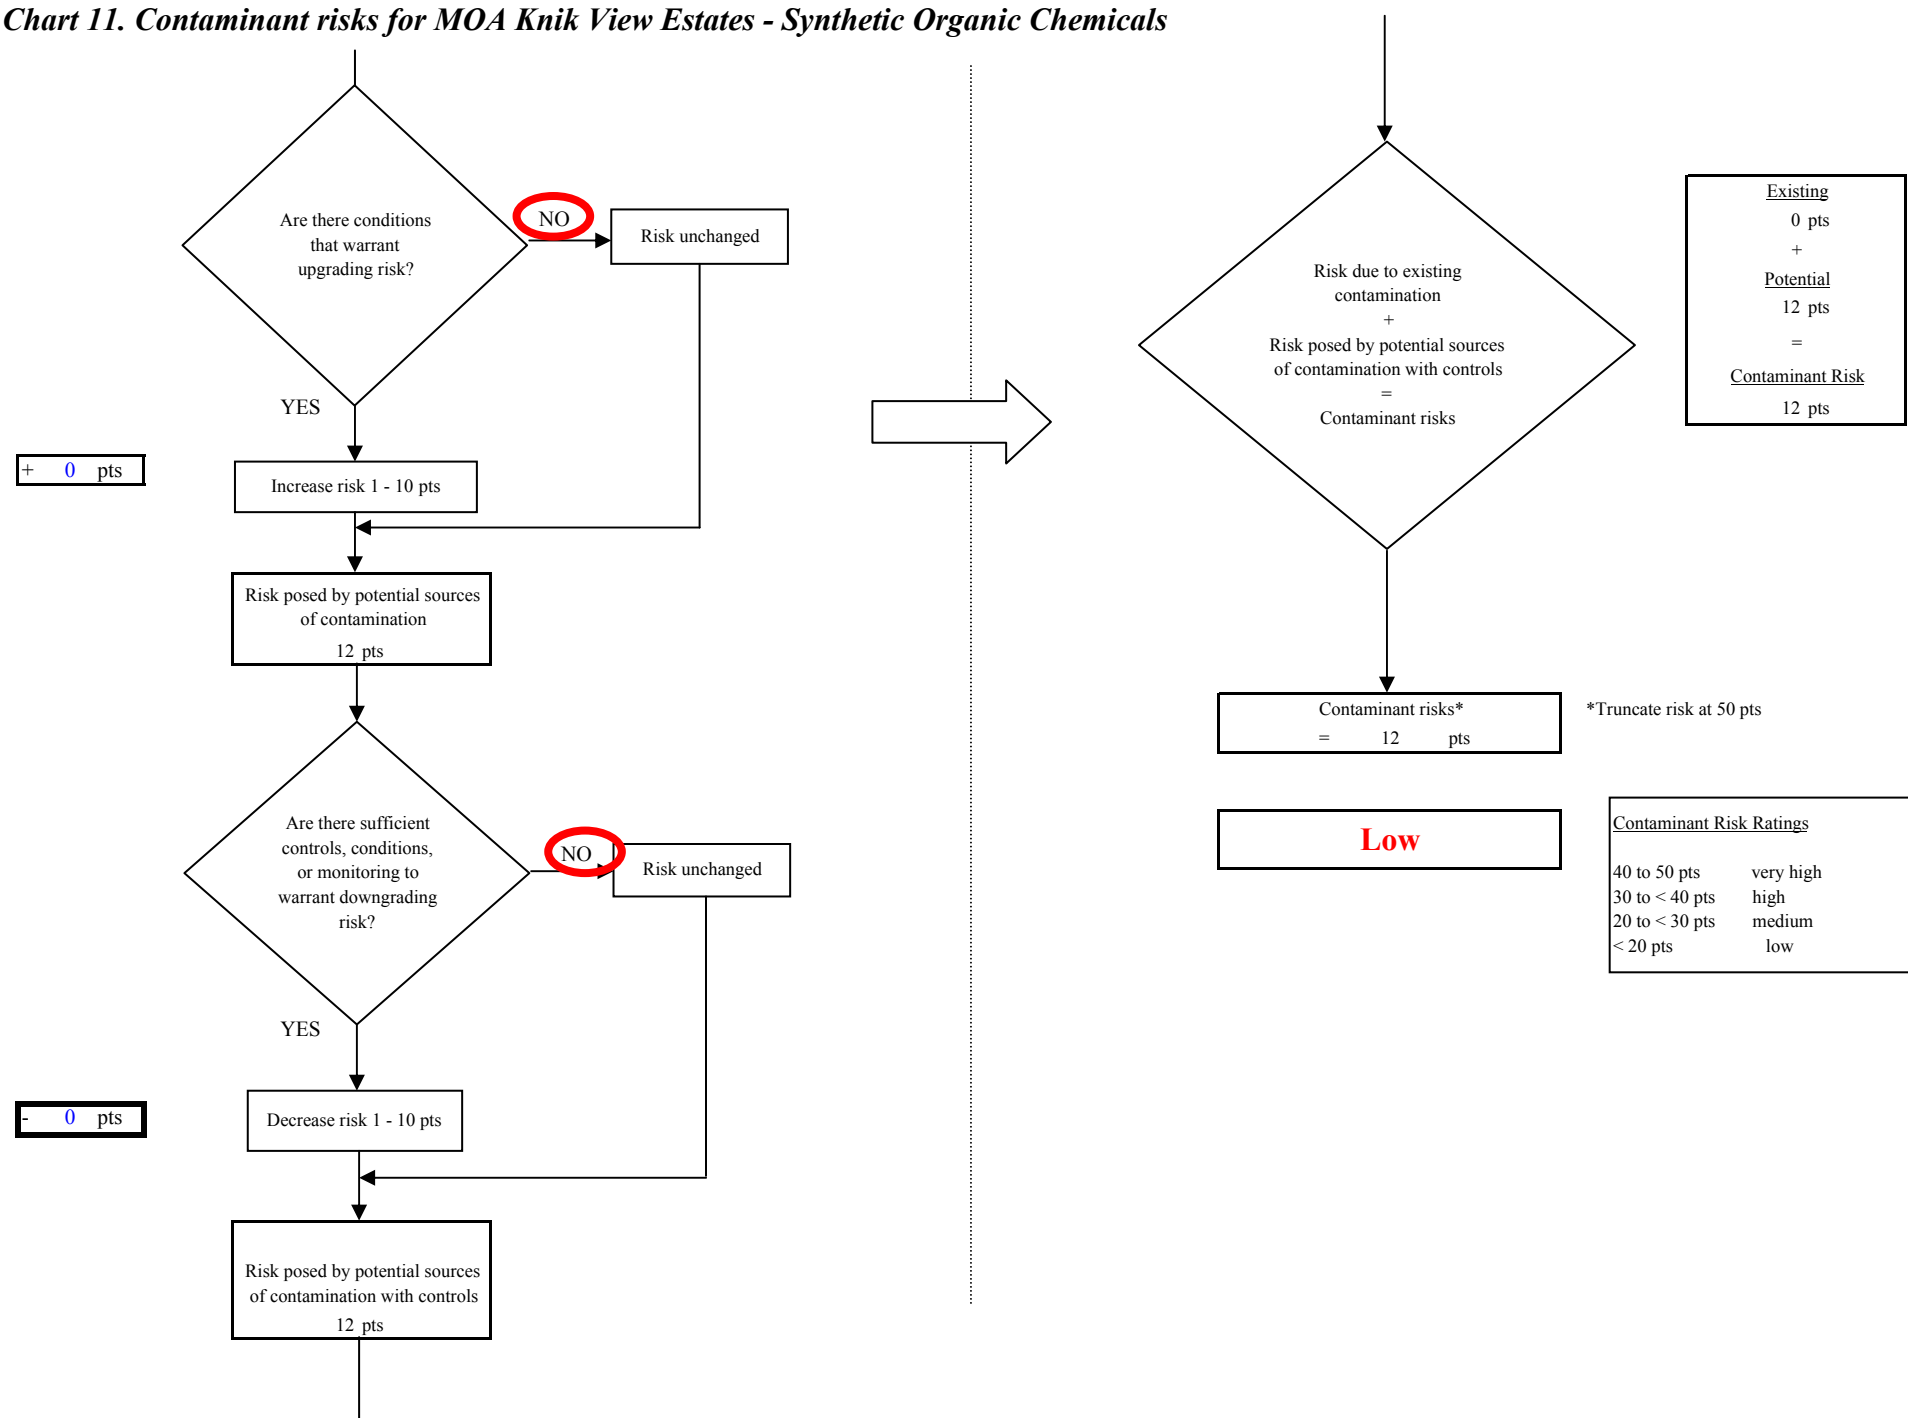 Chart 11. Contaminant risks for MOA Knik View Estates - Synthetic Organic Chemicals
Are there conditions
that warrant
upgrading risk?
NO
Risk unchanged
YES
+ 0 pts
Increase risk 1 - 10 pts
Risk posed by potential sources
of contamination
12 pts
Are there sufficient
controls, conditions,
or monitoring to
warrant downgrading
risk?
NO
Risk unchanged
YES
- 0 pts
Decrease risk 1 - 10 pts
Risk posed by potential sources
of contamination with controls
12 pts
Risk due to existing
contamination
+
Risk posed by potential sources
of contamination with controls
=
Contaminant risks
Existing
0 pts
+
Potential
12 pts
=
Contaminant Risk
12 pts
Contaminant risks*
= 12 pts
*Truncate risk at 50 pts
Low
Contaminant Risk Ratings
40 to 50 pts very high
30 to < 40 pts high
20 to < 30 pts medium
< 20 pts low